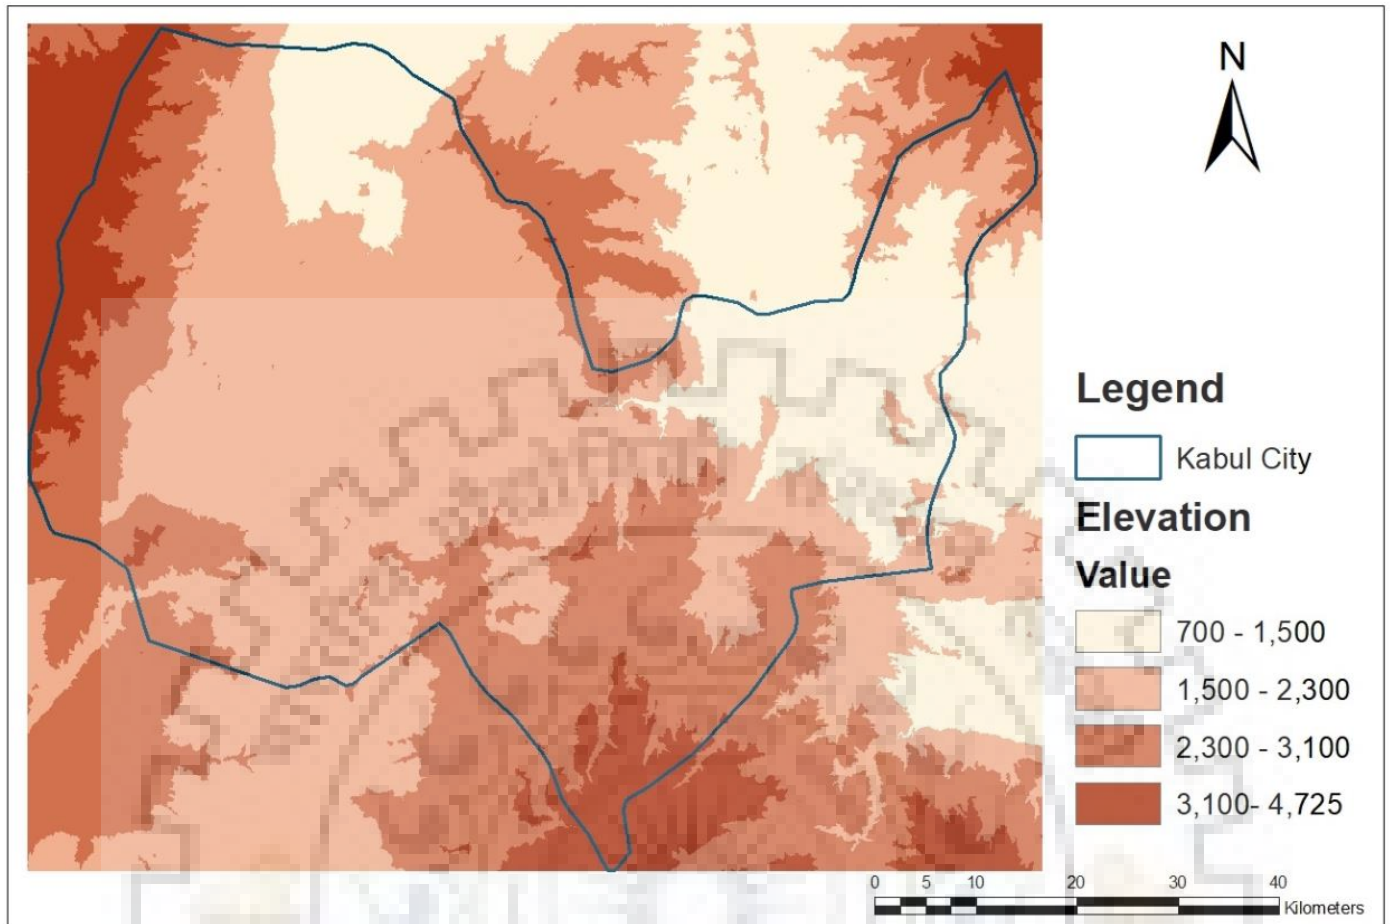 N
Legend
Kabul City
Elevation
Value
700 - 1,500
1,500 - 2,300
2,300 - 3,100
3,100- 4,725
0 5 10 20 30 40
Kilometers